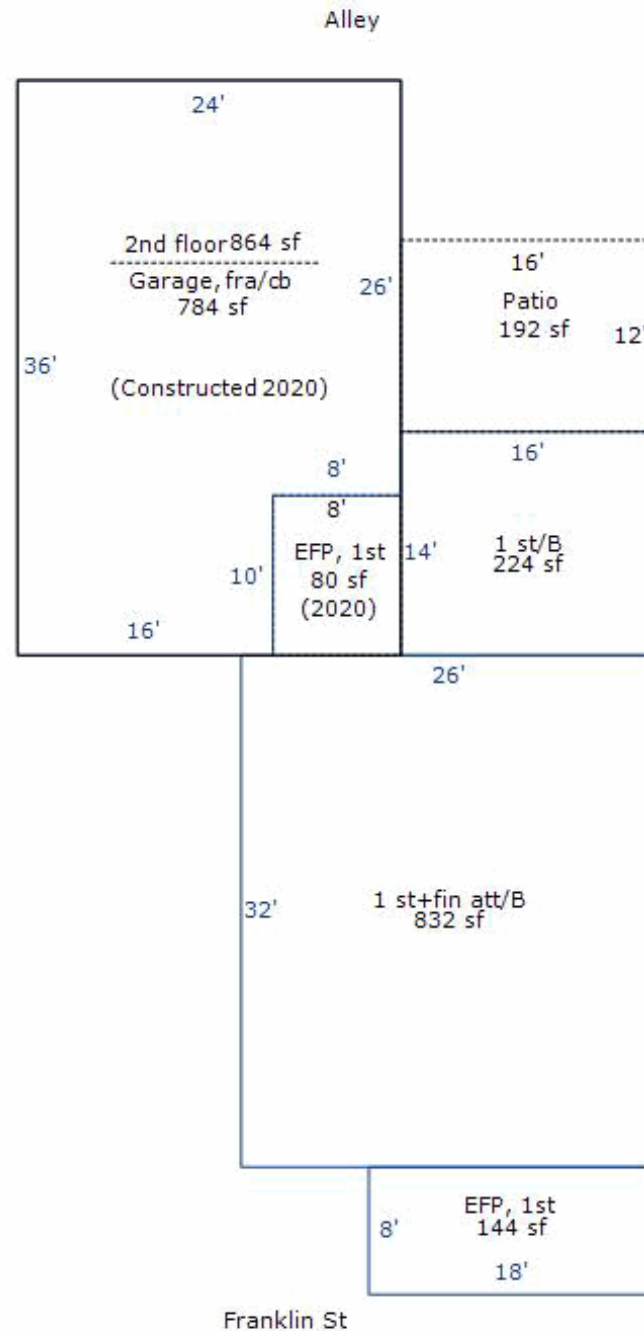 Alley
24'
2nd floor 864 sf
Garage, fra/cb
784 sf
26'
16'
Patio
192 sf
12'
36'
(Constructed 2020)
16'
8'
8'
EFP, 1st
80 sf
(2020)
10'
14'
1 st/B
224 sf
16'
26'
32'
1 st+fin att/B
832 sf
EFP, 1st
144 sf
8'
18'
Franklin St